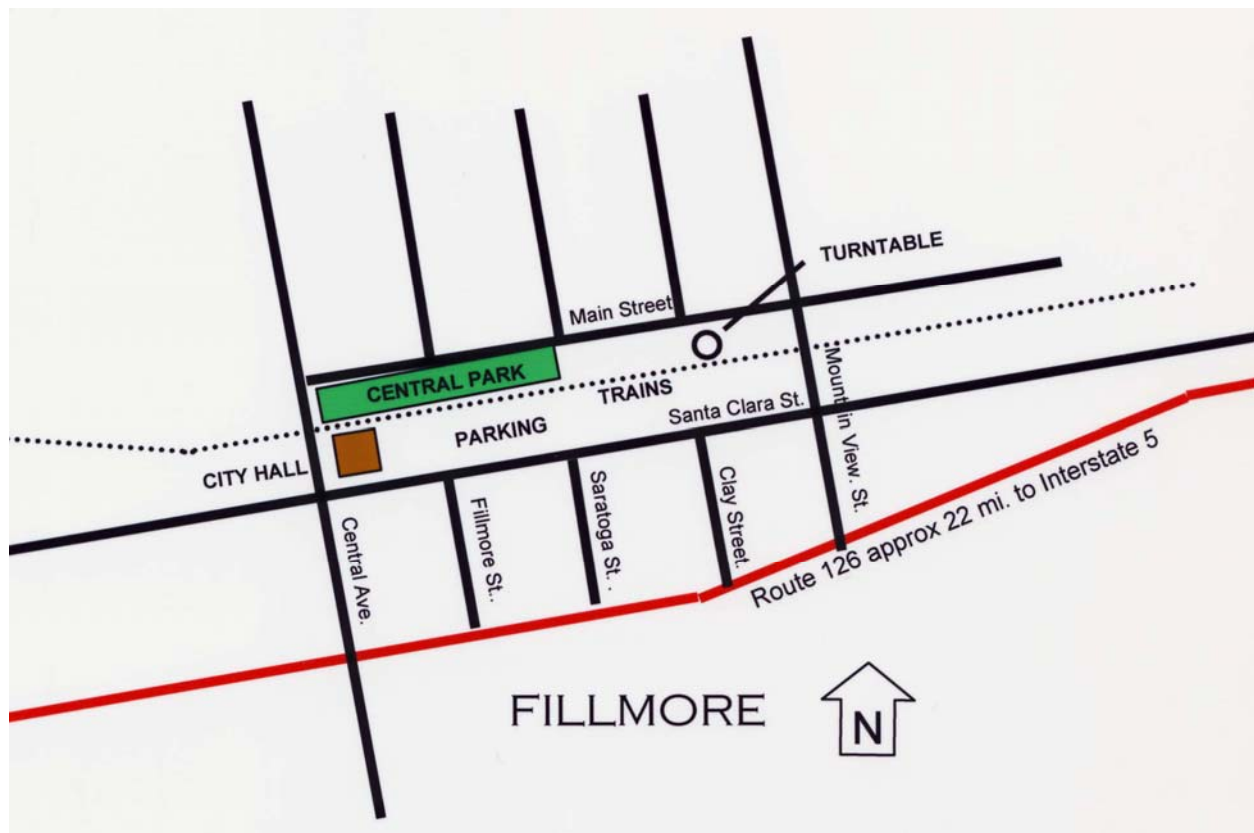 TURNTABLE
Main Street
CENTRAL PARK
TRAINS
Santa Clara St.
PARKING
CITY HALL
Mountain View. St.
Central Ave.
Fillmore St..
Saratoga St. .
Clay Street.
Route 126 approx 22 mi. to Interstate 5
FILLMORE
N